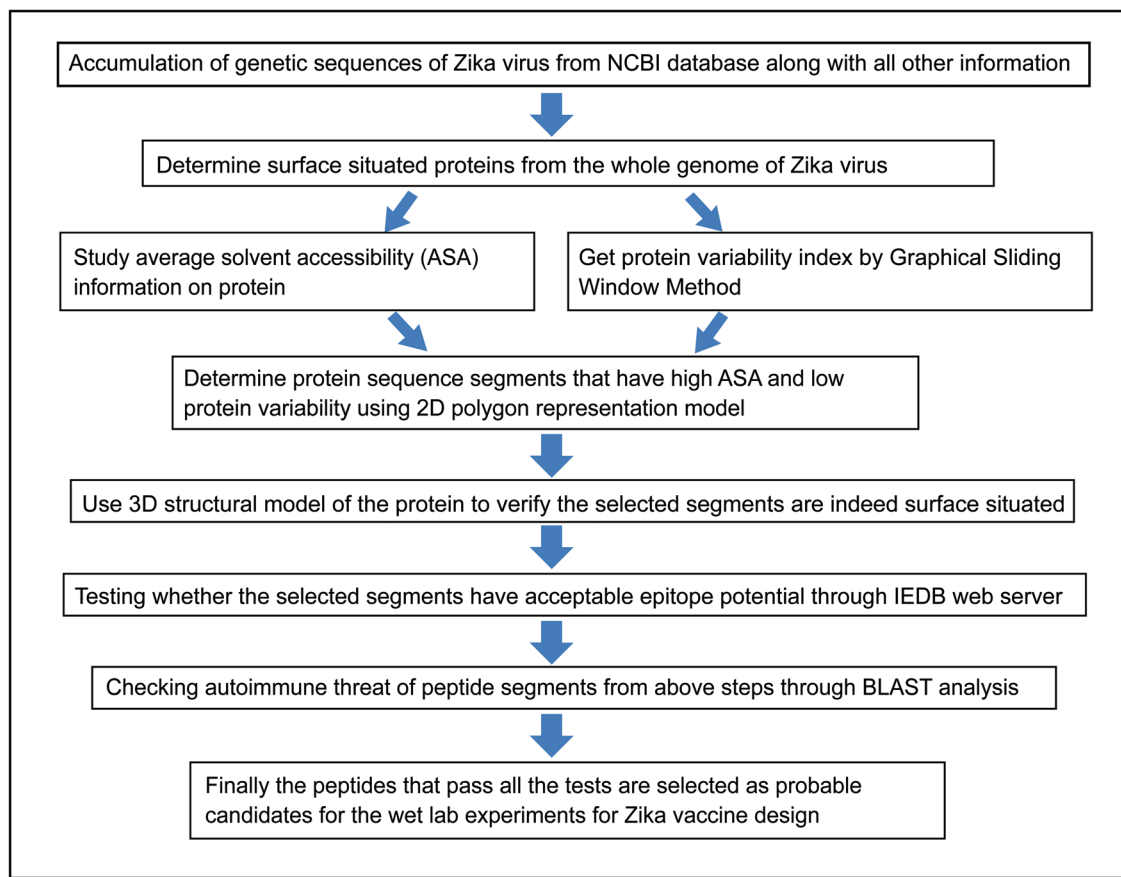 Accumulation of genetic sequences of Zika virus from NCBI database along with all other information
Determine surface situated proteins from the whole genome of Zika virus
Study average solvent accessibility (ASA)
information on protein
Get protein variability index by Graphical Sliding
Window Method
Determine protein sequence segments that have high ASA and low
protein variability using 2D polygon representation model
Use 3D structural model of the protein to verify the selected segments are indeed surface situated
Testing whether the selected segments have acceptable epitope potential through IEDB web server
Checking autoimmune threat of peptide segments from above steps through BLAST analysis
Finally the peptides that pass all the tests are selected as probable
candidates for the wet lab experiments for Zika vaccine design